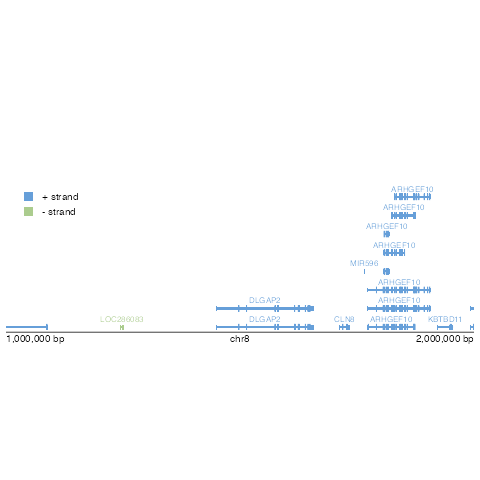 ARHGEF10
+ strand
ARHGEF10
- strand
ARHGEF10
ARHGEF10
MIR596
ARHGEF10
DLGAP2 ARHGEF10
LOC286083 DLGAP2 CLN8 ARHGEF10 KBTBD11
1,000,000 bp chr8 2,000,000 bp